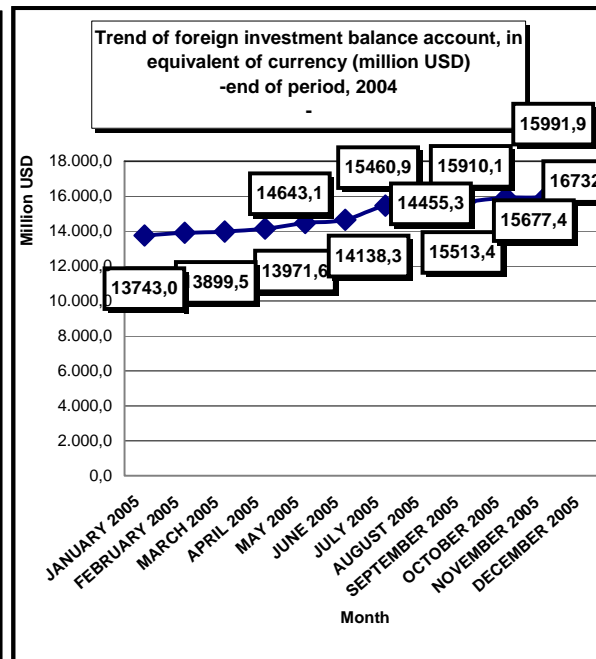 Trend of foreign investment balance account, in
equivalent of currency (million USD)
-end of period, 2004
-
15991,9
15460,9
15910,1
14643,1
14455,3
16732
15677,4
14138,3
15513,4
13971,6
13899,5
13743,0
Million USD
18.000,0
16.000,0
14.000,0
12.000,0
10.000,0
8.000,0
6.000,0
4.000,0
2.000,0
0,0
JANUARY 2005
FEBRUARY 2005
MARCH 2005
APRIL 2005
MAY 2005
JUNE 2005
JULY 2005
AUGUST 2005
SEPTEMBER 2005
OCTOBER 2005
NOVEMBER 2005
DECEMBER 2005
Month